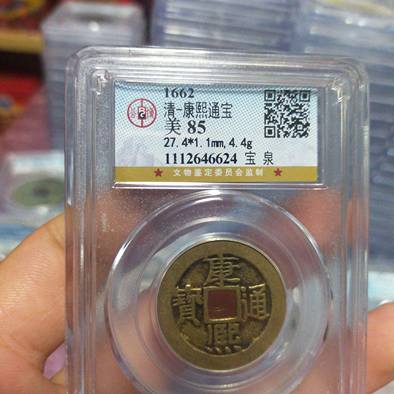 1662
清-康熙通宝
美 85
27.4*1.1mm,4.4g
1112646624 宝 泉
★ 文物鉴定委员会监制 ★
康熙通寶